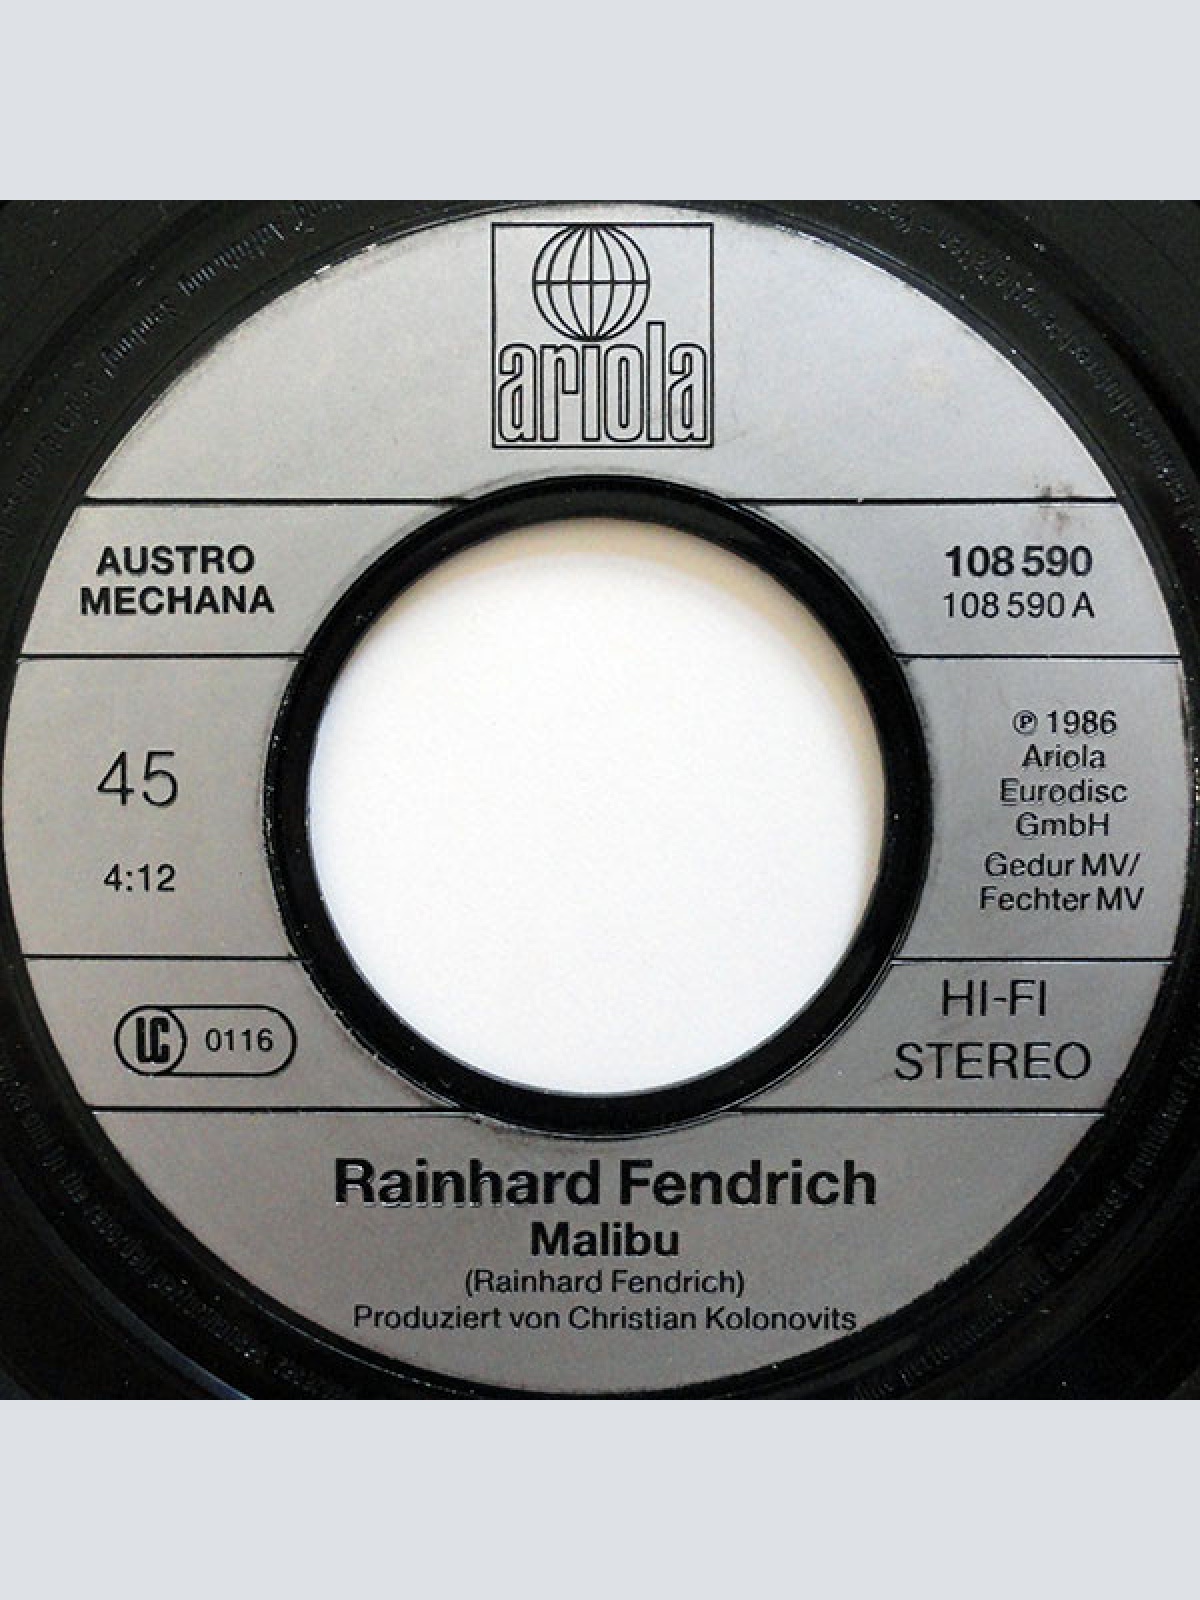 ariola
AUSTRO
MECHANA
108 590
108 590 A
45
4:12
℗ 1986
Ariola
Eurodisc
GmbH
Gedur MV/
Fechter MV
LC 0116
HI-FI
STEREO
Rainhard Fendrich
Malibu
(Rainhard Fendrich)
Produziert von Christian Kolonovits